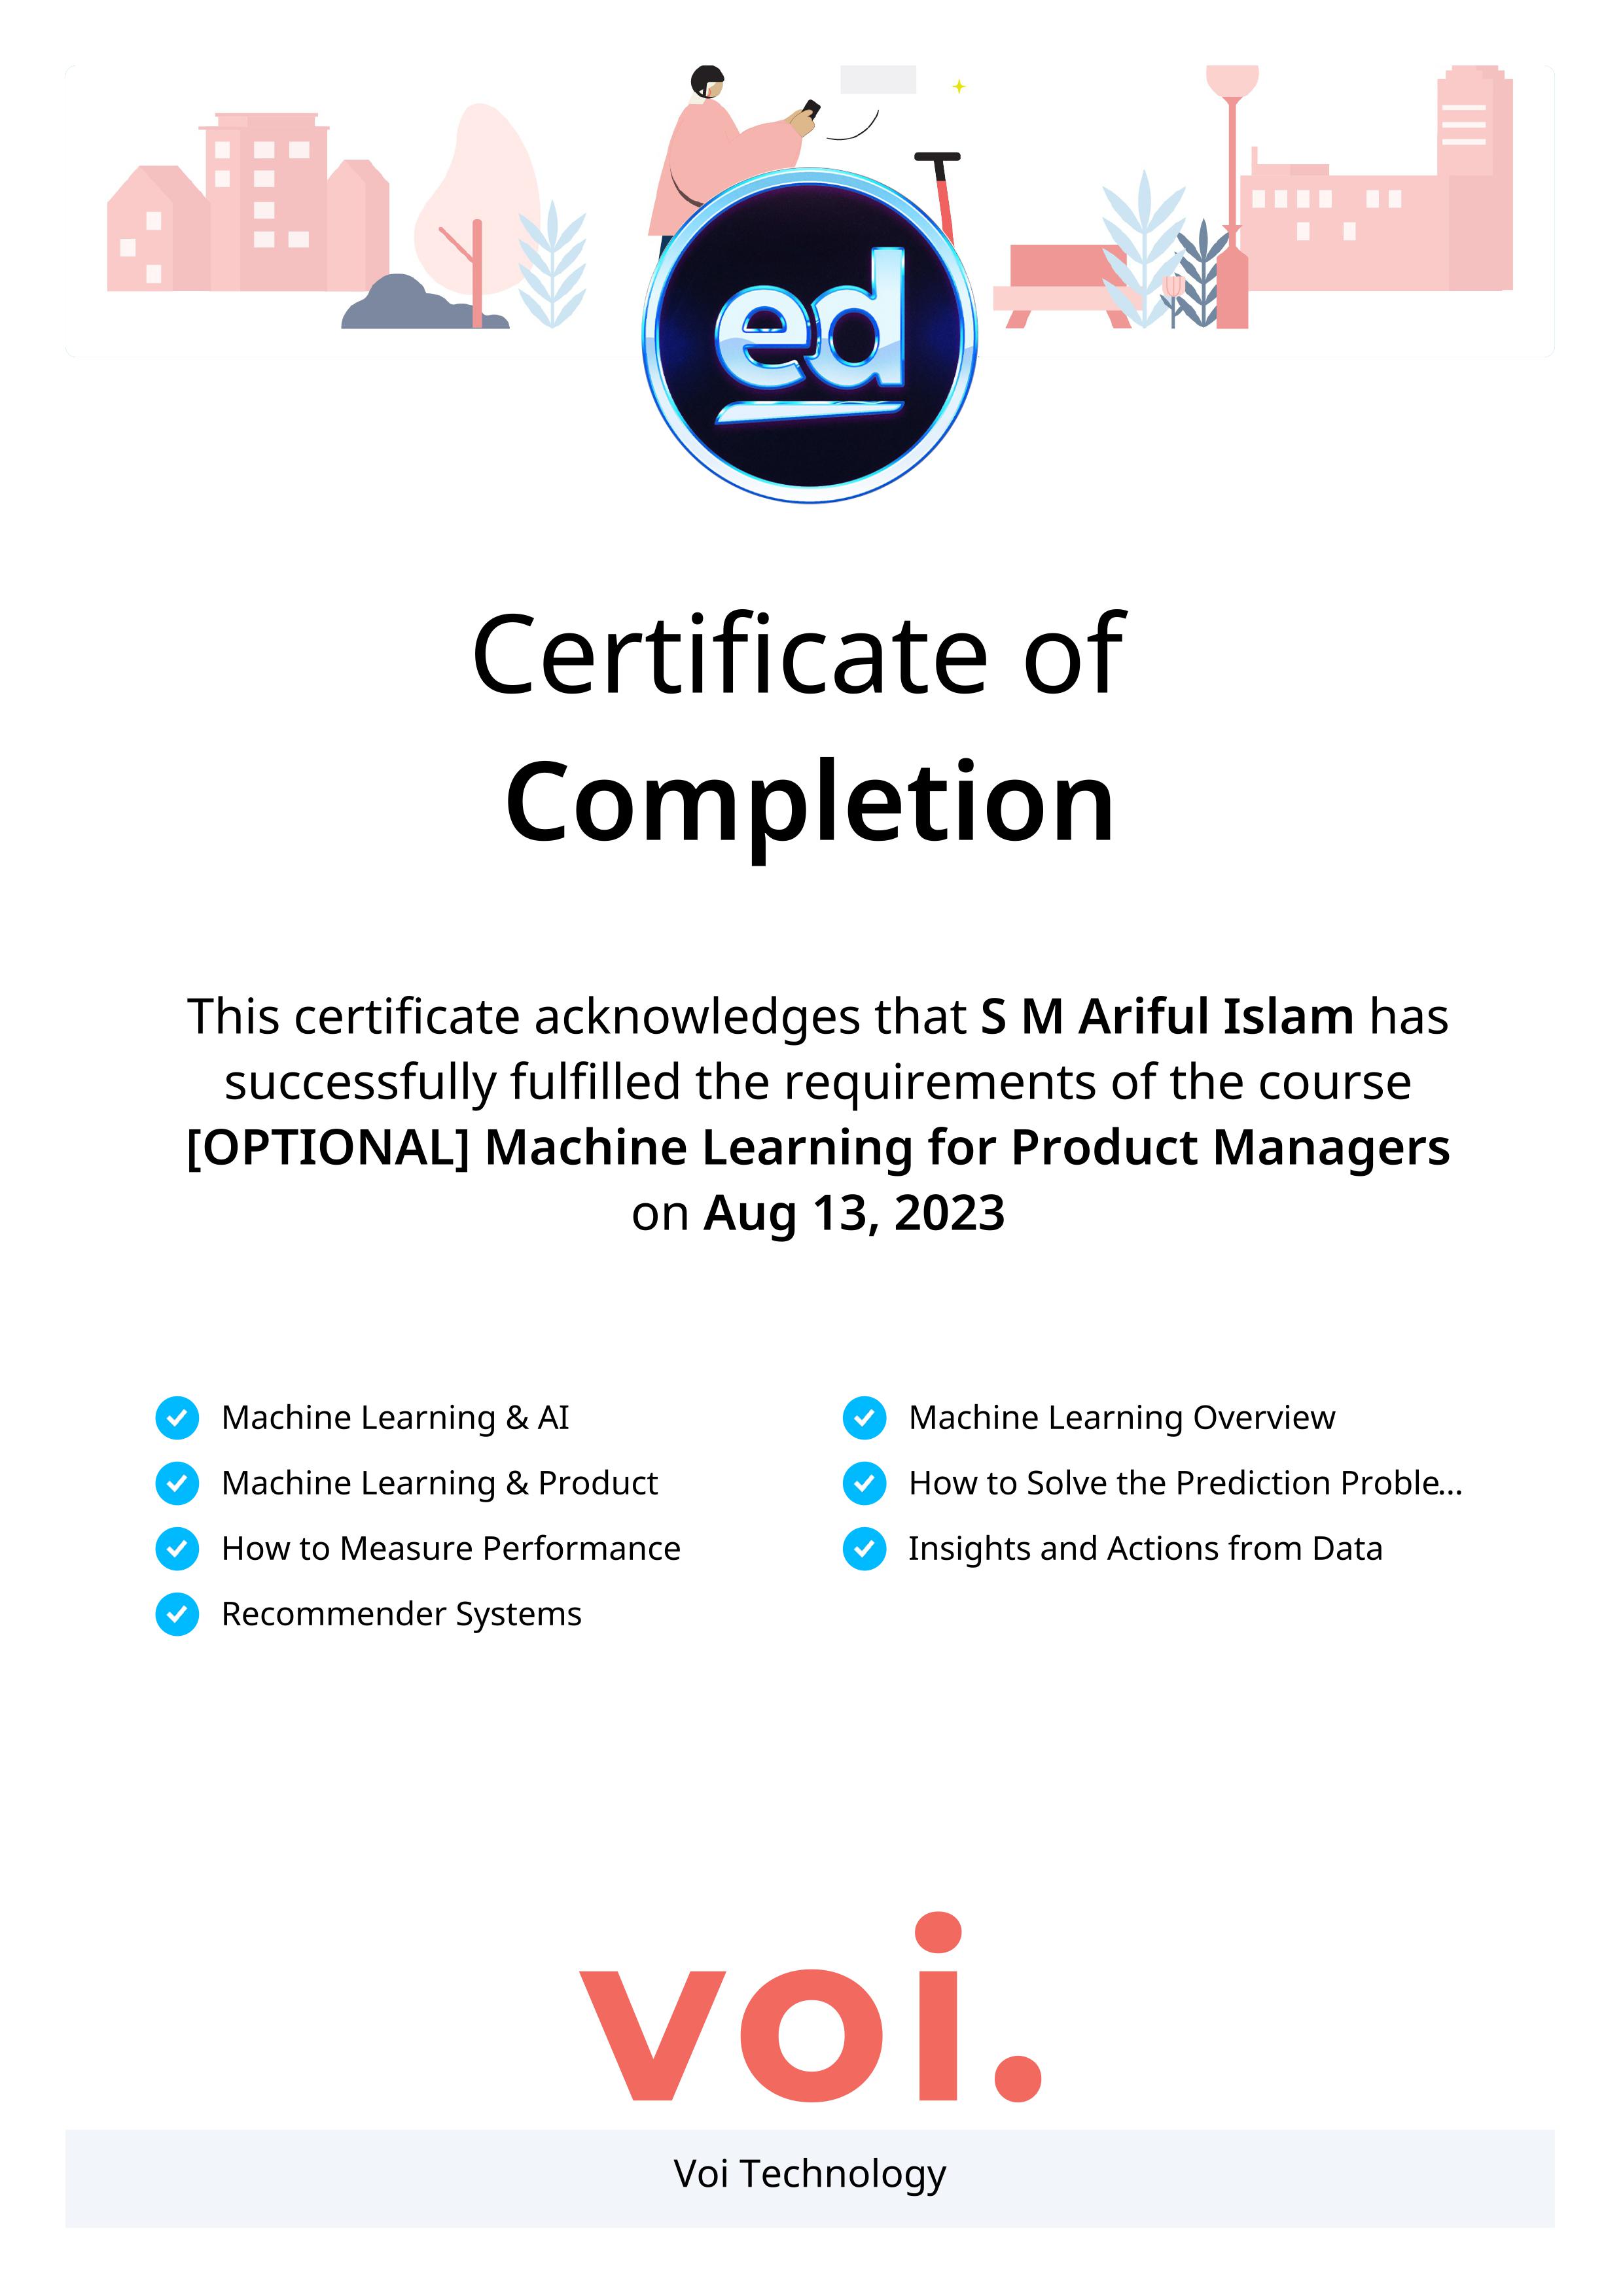 ed
Certificate of
Completion
This certificate acknowledges that S M Ariful Islam has
successfully fulfilled the requirements of the course
[OPTIONAL] Machine Learning for Product Managers
on Aug 13, 2023
Machine Learning & AI
Machine Learning Overview
Machine Learning & Product
How to Solve the Prediction Proble...
How to Measure Performance
Insights and Actions from Data
Recommender Systems
voi.
Voi Technology